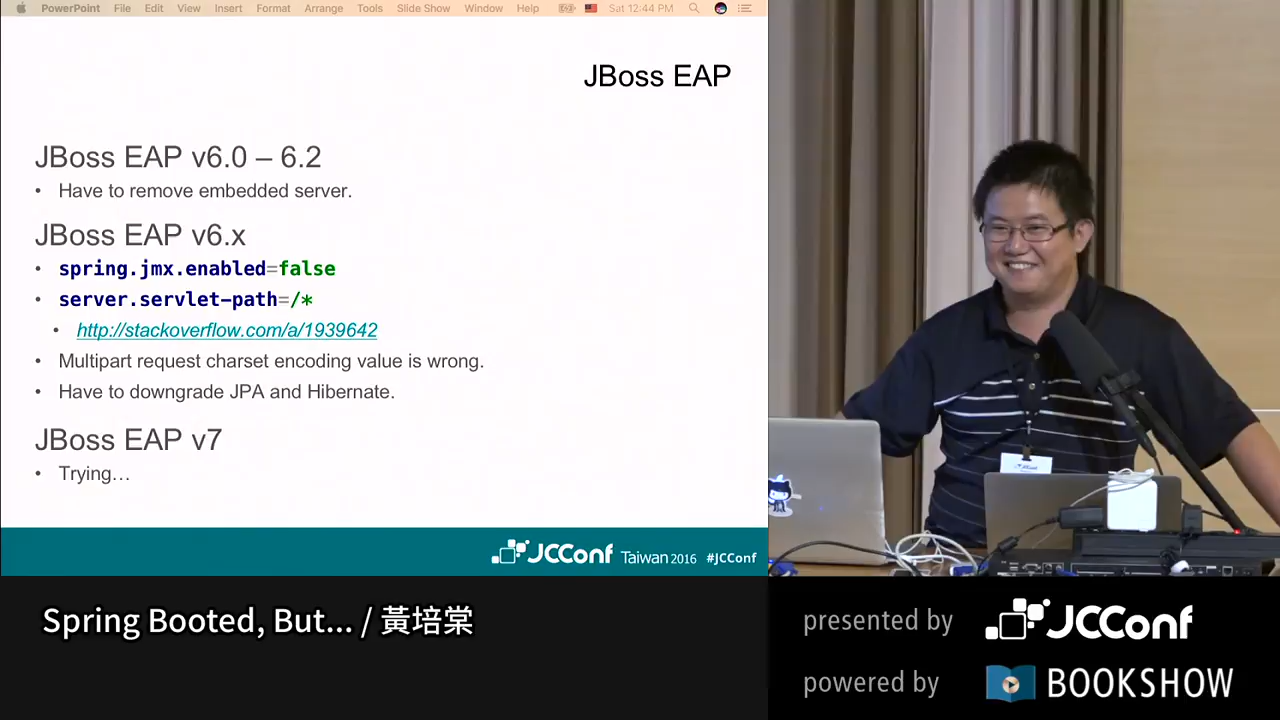 PowerPoint File Edit View Insert Format Arrange Tools Slide Show Window Help Sat 12:44 PM
JBoss EAP
JBoss EAP v6.0 – 6.2
• Have to remove embedded server.
JBoss EAP v6.x
• spring.jmx.enabled=false
• server.servlet-path=/*
• http://stackoverflow.com/a/1939642
• Multipart request charset encoding value is wrong.
• Have to downgrade JPA and Hibernate.
JBoss EAP v7
• Trying…
JCConf Taiwan 2016 #JCConf
Spring Booted, But... / 黃培棠
presented by JCConf
powered by BOOKSHOW